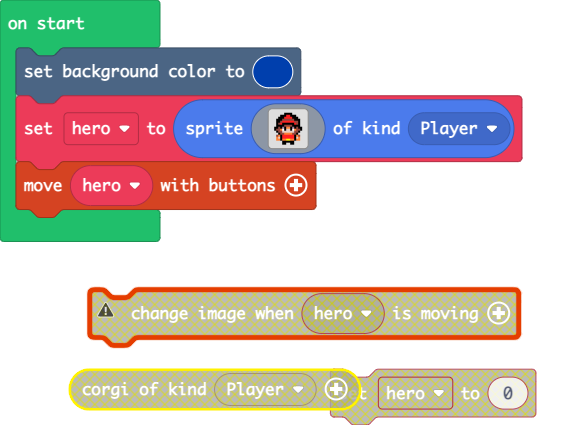 on start
set background color to
set hero to sprite of kind Player
move hero with buttons
change image when hero is moving
corgi of kind Player
t hero to 0